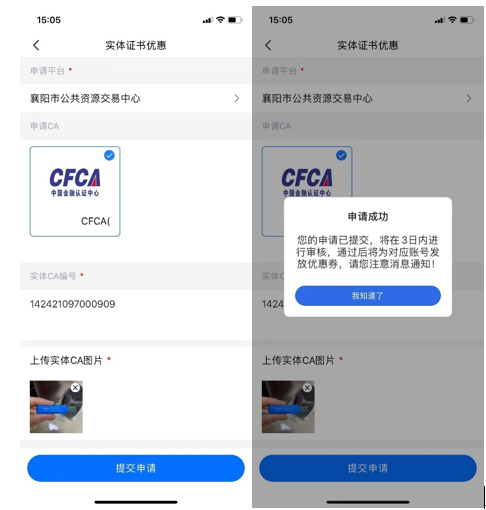 15:05
实体证书优惠
申请平台 *
襄阳市公共资源交易中心
申请CA
CFCA
中国金融认证中心
CFCA(
实体CA编号 *
142421097000909
上传实体CA图片 *
提交申请
15:05
实体证书优惠
申请平台 *
襄阳市公共资源交易中心
申请CA
CFCA
中国金融认证中心
申请成功
您的申请已提交，将在3日内进
行审核，通过后将为对应账号发
放优惠券，请您注意消息通知！
我知道了
实体C
1424
上传实体CA图片 *
提交申请